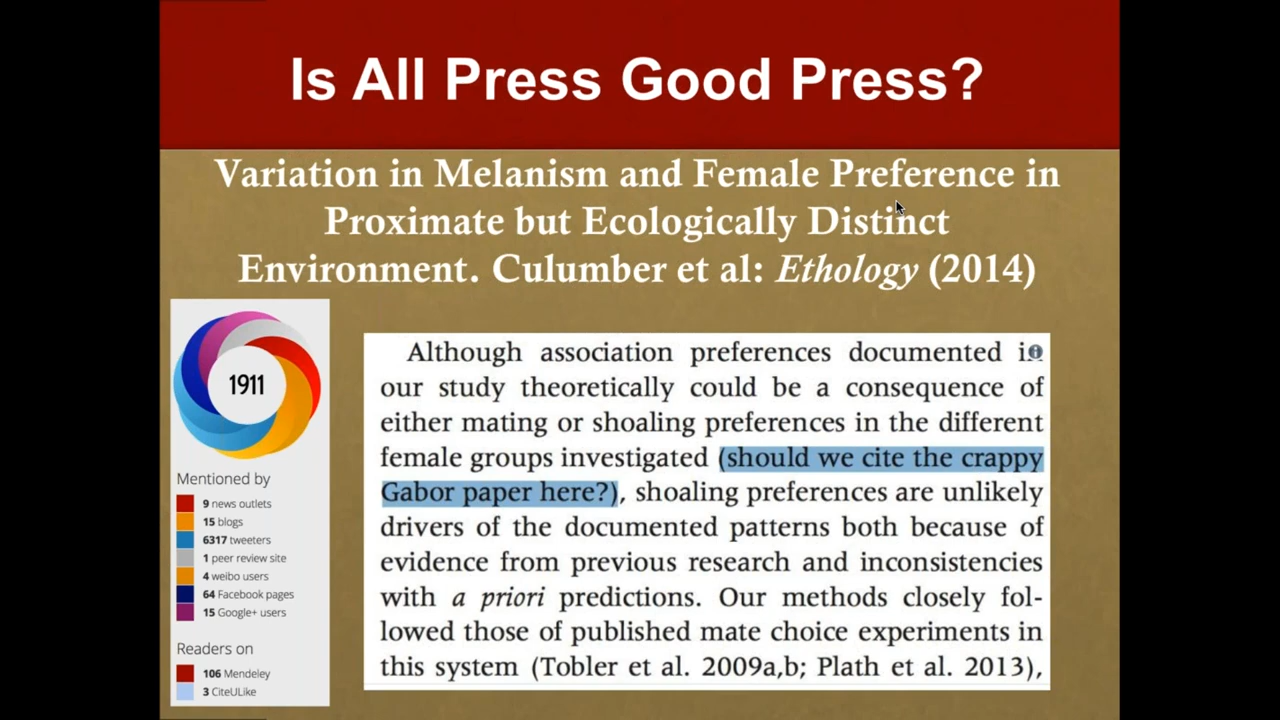 Is All Press Good Press?
Variation in Melanism and Female Preference in
Proximate but Ecologically Distinct
Environment. Culumber et al: Ethology (2014)
1911
Mentioned by
9 news outlets
15 blogs
6317 tweeters
1 peer review site
4 weibo users
64 Facebook pages
15 Google+ users
Readers on
106 Mendeley
3 CiteULike
Although association preferences documented in
our study theoretically could be a consequence of
either mating or shoaling preferences in the different
female groups investigated (should we cite the crappy
Gabor paper here?), shoaling preferences are unlikely
drivers of the documented patterns both because of
evidence from previous research and inconsistencies
with a priori predictions. Our methods closely fol-
lowed those of published mate choice experiments in
this system (Tobler et al. 2009a,b; Plath et al. 2013),